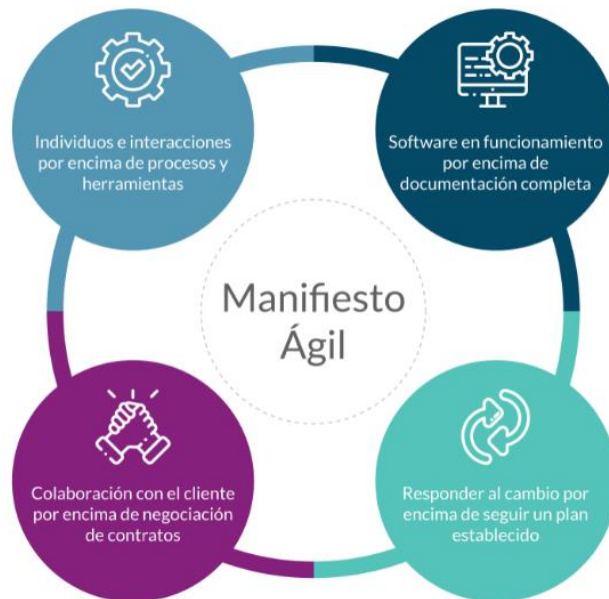 Individuos e interacciones
por encima de procesos y
herramientas
Software en funcionamiento
por encima de
documentación completa
Manifiesto
Ágil
Colaboración con el cliente
por encima de negociación
de contratos
Responder al cambio por
encima de seguir un plan
establecido